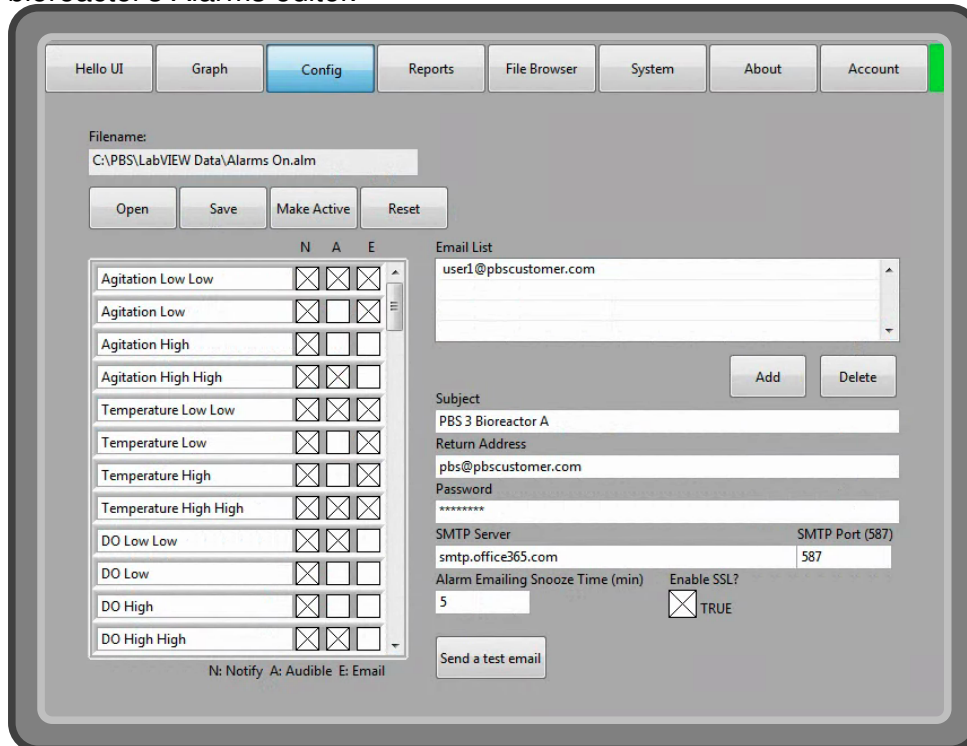 bioreactor's Alarms editor.
Hello UI Graph Config Reports File Browser System About Account
Filename:
C:\PBS\LabVIEW Data\Alarms On.alm
Open Save Make Active Reset
N A E
Agitation Low Low
Agitation Low
Agitation High
Agitation High High
Temperature Low Low
Temperature Low
Temperature High
Temperature High High
DO Low Low
DO Low
DO High
DO High High
N: Notify A: Audible E: Email
Email List
user1@pbscustomer.com
Add Delete
Subject
PBS 3 Bioreactor A
Return Address
pbs@pbscustomer.com
Password
********
SMTP Server SMTP Port (587)
smtp.office365.com 587
Alarm Emailing Snooze Time (min) Enable SSL?
5 TRUE
Send a test email